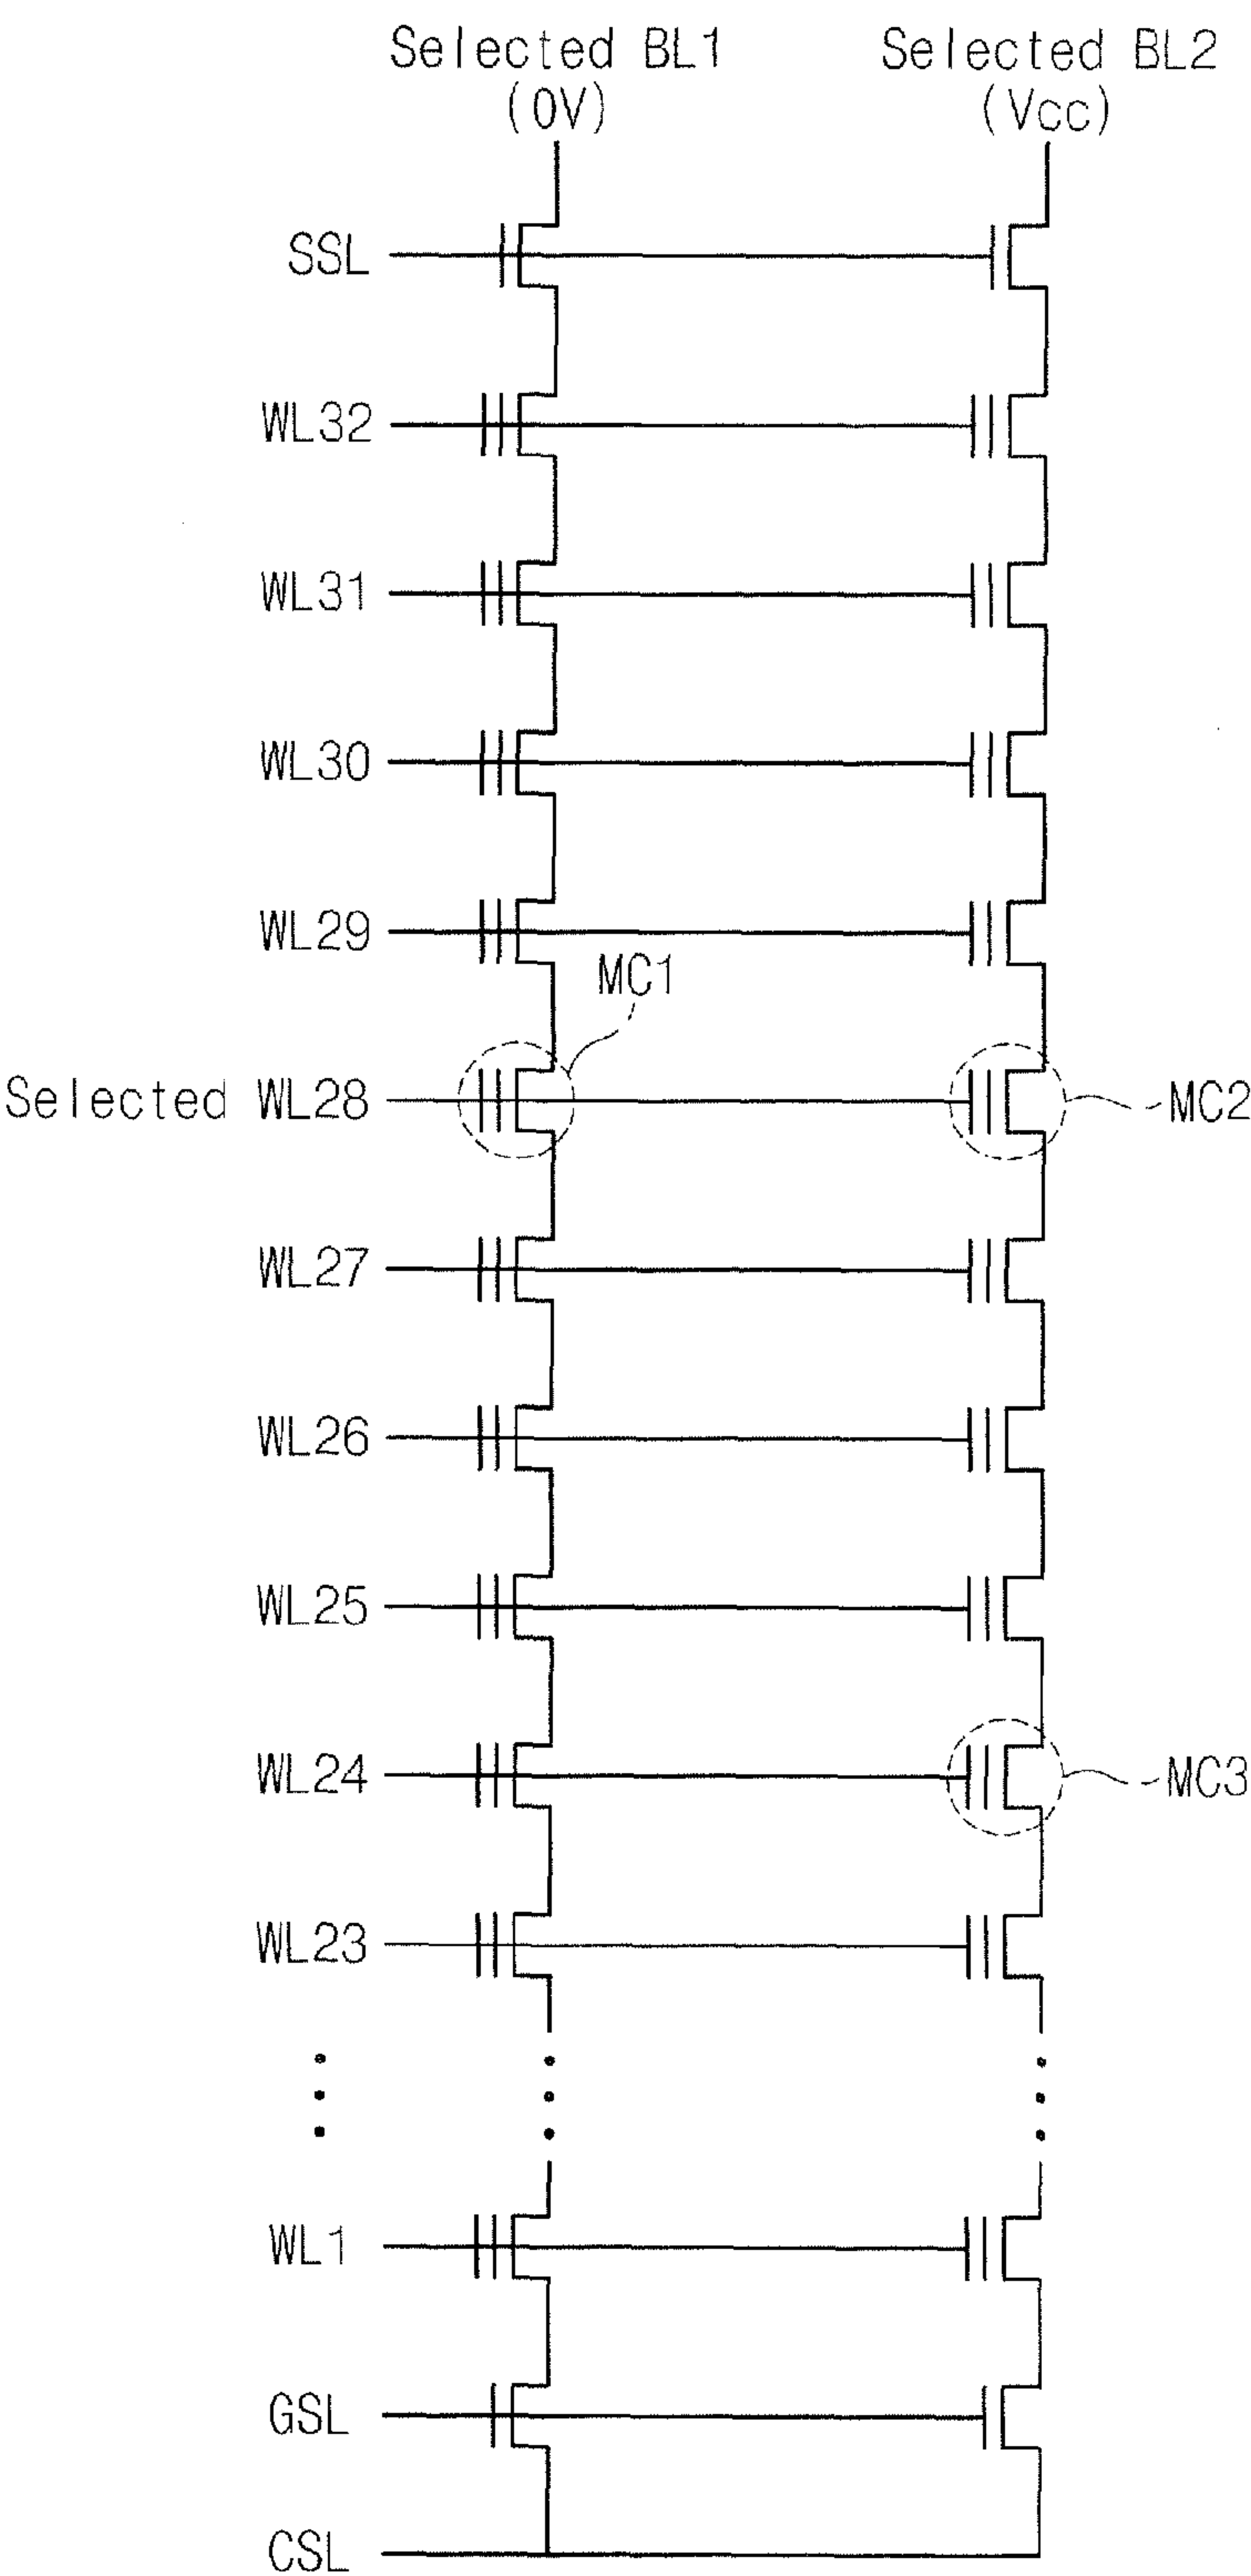 Selected BL1
(0V)
Selected BL2
(Vcc)
SSL
WL32
WL31
WL30
WL29
MC1
Selected WL28
MC2
WL27
WL26
WL25
WL24
MC3
WL23
WL1
GSL
CSL